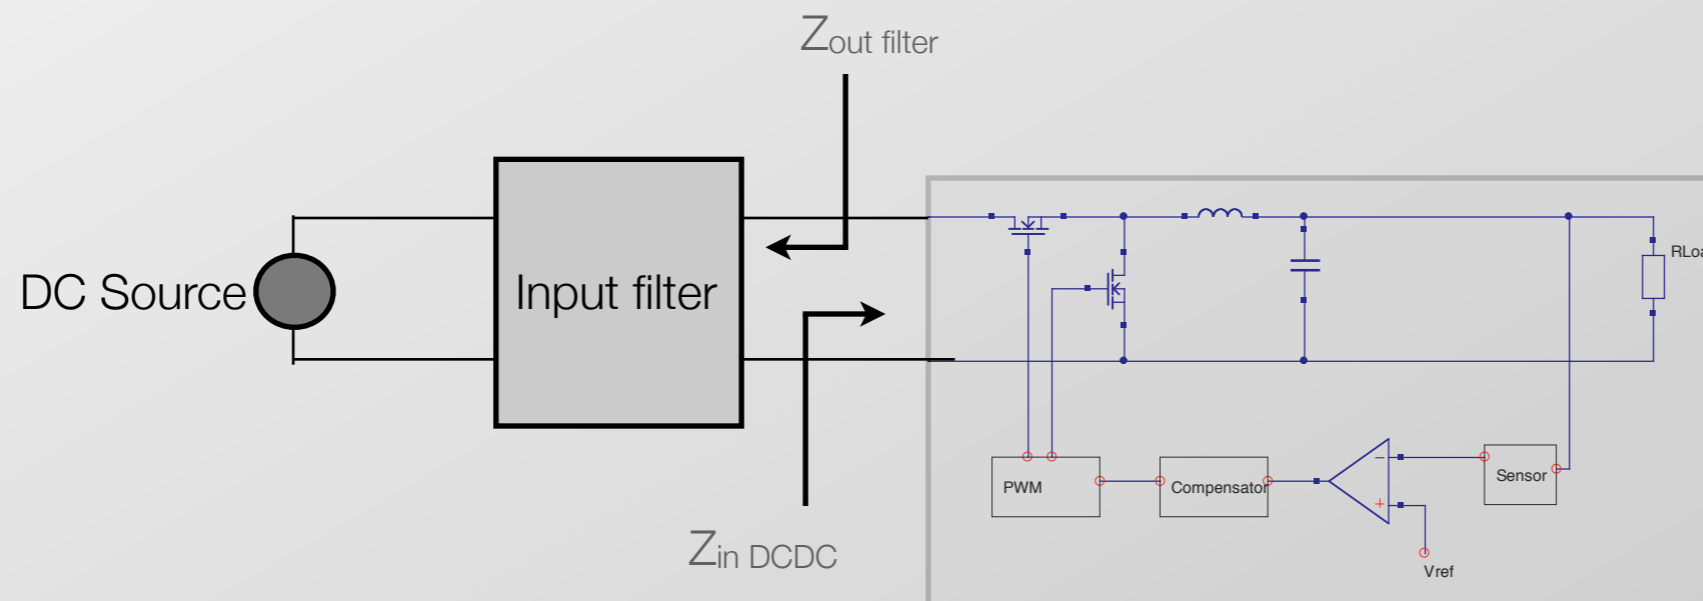 Zout filter
DC Source
Input filter
RLoa
PWM
Compensator
−
+
Sensor
Vref
Zin DCDC